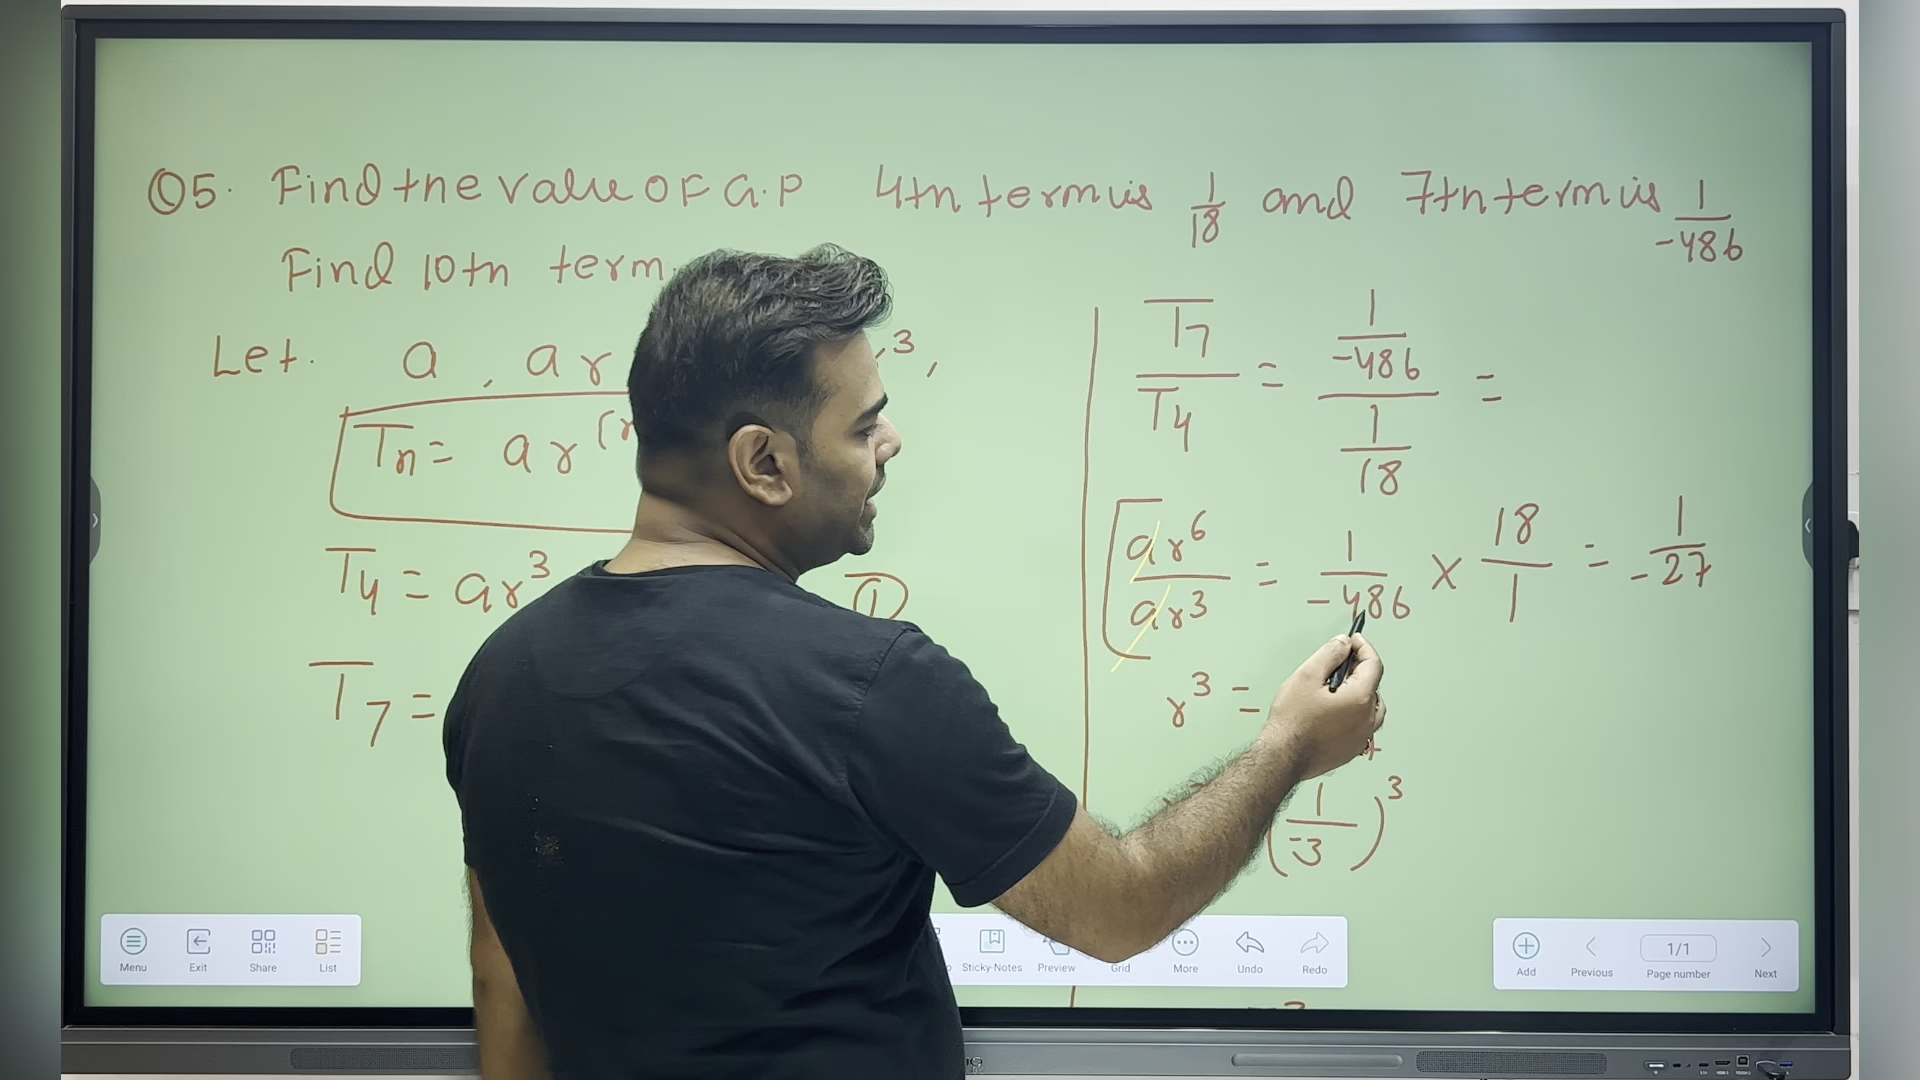 Q5. Find the value of G.P 4th term is 1/18 and 7th term is 1/-486
Find 10th term
Let. a, ar ³,
Tn = ar
T4 = ar³ ①
T7 =
T7/T4 = (1/-486)/(1/18) =
ar⁶/ar³ = 1/-486 × 18/1 = 1/-27
r³ =
(1/-3)³
Menu Exit Share List Sticky-Notes Preview Grid More Undo Redo Add Previous 1/1 Page number Next